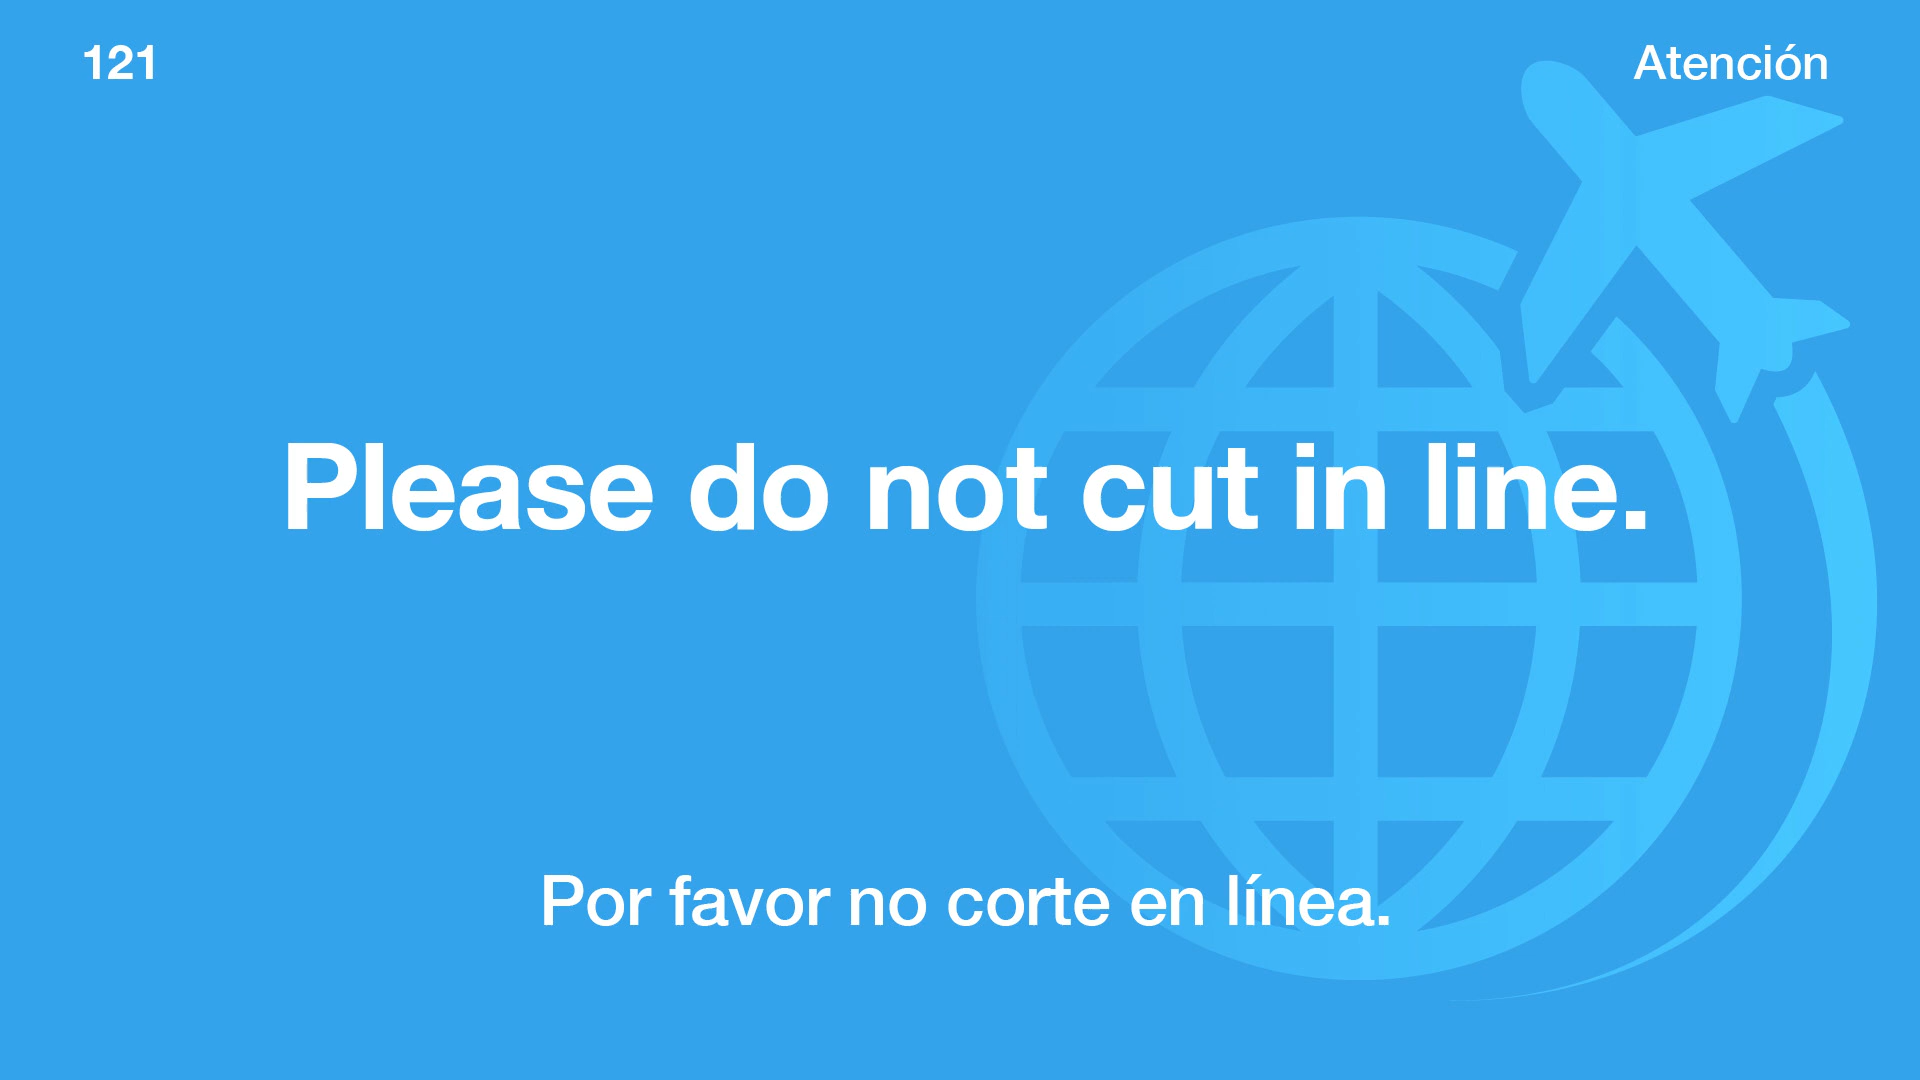 121
Atención
Please do not cut in line.
Por favor no corte en línea.